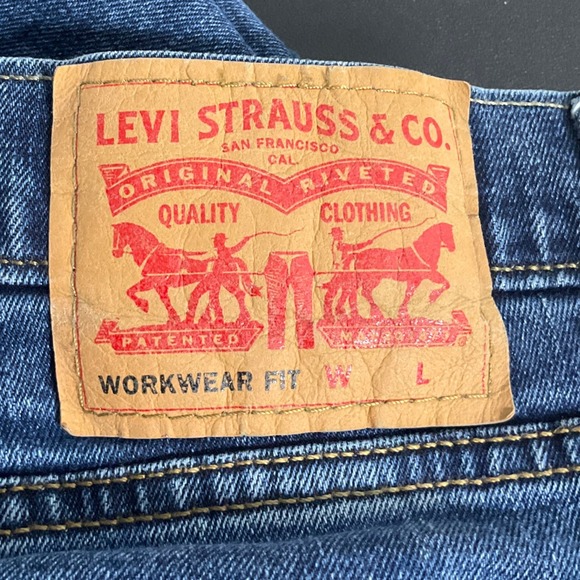 LEVI STRAUSS & CO.
SAN FRANCISCO
CAL.
ORIGINAL RIVETED
QUALITY CLOTHING
PATENTED
WORKWEAR FIT W L